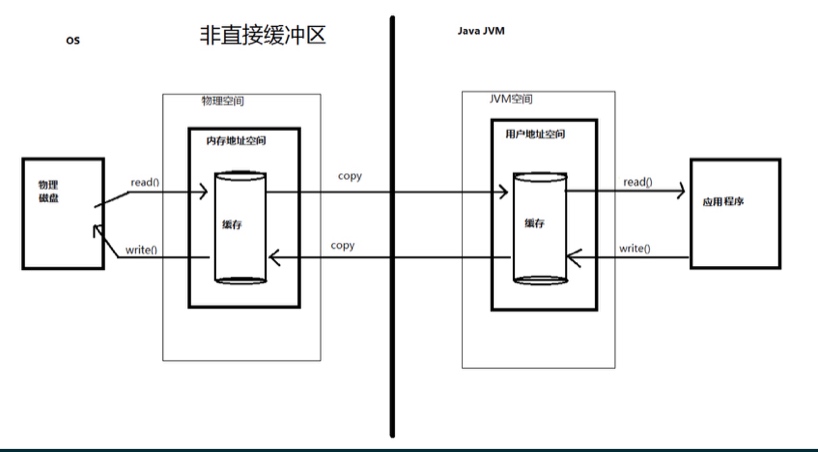 os
非直接缓冲区
Java JVM
物理空间
内存地址空间
缓存
物理
磁盘
read()
write()
copy
copy
JVM空间
用户地址空间
缓存
read()
write()
应用程序